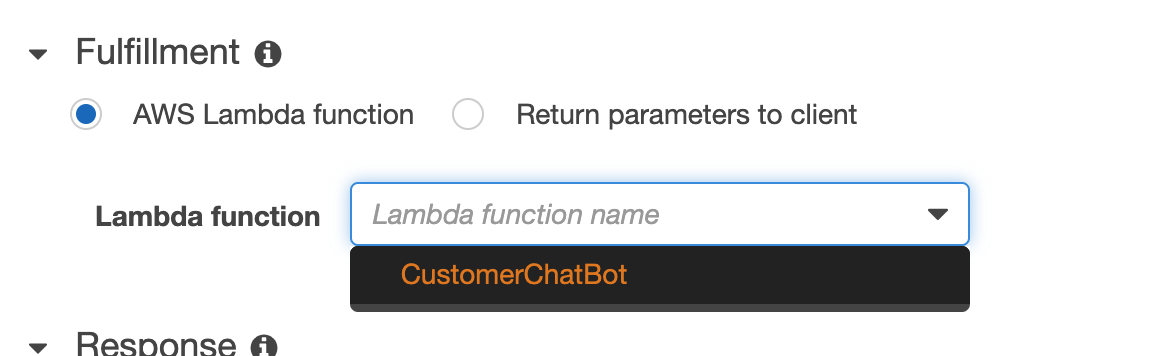 Fulfillment
AWS Lambda function Return parameters to client
Lambda function Lambda function name
CustomerChatBot
Response